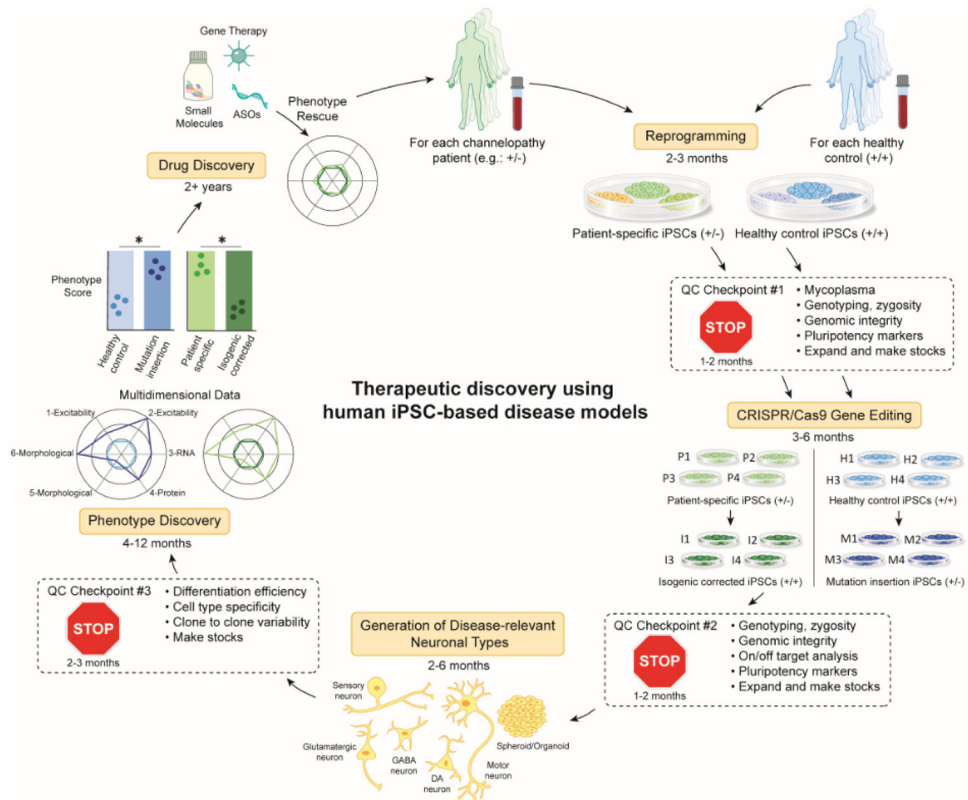 Therapeutic discovery using
human iPSC-based disease models
For each channelopathy
patient (e.g.: +/-)
For each healthy
control (+/+)
Reprogramming
2-3 months
Patient-specific iPSCs (+/-)
Healthy control iPSCs (+/+)
QC Checkpoint #1
STOP
1-2 months
• Mycoplasma
• Genotyping, zygosity
• Genomic integrity
• Pluripotency markers
• Expand and make stocks
CRISPR/Cas9 Gene Editing
3-6 months
P1
P2
P3
P4
Patient-specific iPSCs (+/-)
I1
I2
I3
I4
Isogenic corrected iPSCs (+/+)
H1
H2
H3
H4
Healthy control iPSCs (+/+)
M1
M2
M3
M4
Mutation insertion iPSCs (+/-)
QC Checkpoint #2
STOP
1-2 months
• Genotyping, zygosity
• Genomic integrity
• On/off target analysis
• Pluripotency markers
• Expand and make stocks
Generation of Disease-relevant
Neuronal Types
2-6 months
Sensory
neuron
Glutamatergic
neuron
GABA
neuron
DA
neuron
Motor
neuron
Spheroid/Organoid
QC Checkpoint #3
STOP
2-3 months
• Differentiation efficiency
• Cell type specificity
• Clone to clone variability
• Make stocks
Phenotype Discovery
4-12 months
Multidimensional Data
1-Excitability
2-Excitability
6-Morphological
3-RNA
5-Morphological
4-Protein
Phenotype
Score
*
*
Healthy
control
Mutation
insertion
Patient
specific
Isogenic
corrected
Drug Discovery
2+ years
Gene Therapy
Small
Molecules
ASOs
Phenotype
Rescue